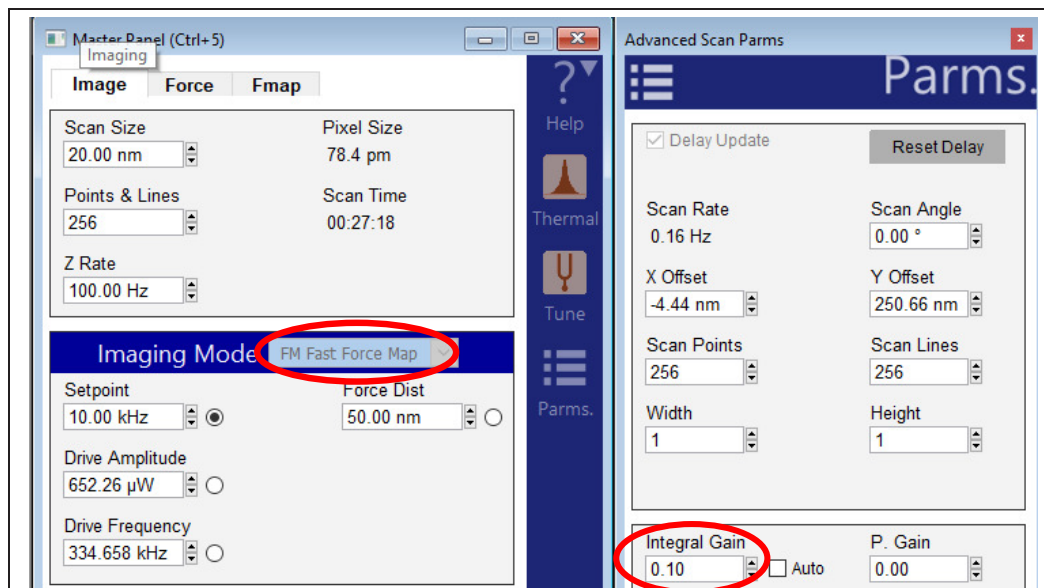 Master Panel (Ctrl+5)
Imaging
Image Force Fmap
Scan Size Pixel Size
20.00 nm 78.4 pm
Points & Lines Scan Time
256 00:27:18
Z Rate
100.00 Hz
Imaging Mode FM Fast Force Map
Setpoint Force Dist
10.00 kHz 50.00 nm
Drive Amplitude
652.26 µW
Drive Frequency
334.658 kHz
?
Help
Thermal
Tune
Parms.
Advanced Scan Parms
Parms.
Delay Update Reset Delay
Scan Rate Scan Angle
0.16 Hz 0.00 °
X Offset Y Offset
-4.44 nm 250.66 nm
Scan Points Scan Lines
256 256
Width Height
1 1
Integral Gain P. Gain
0.10 Auto 0.00